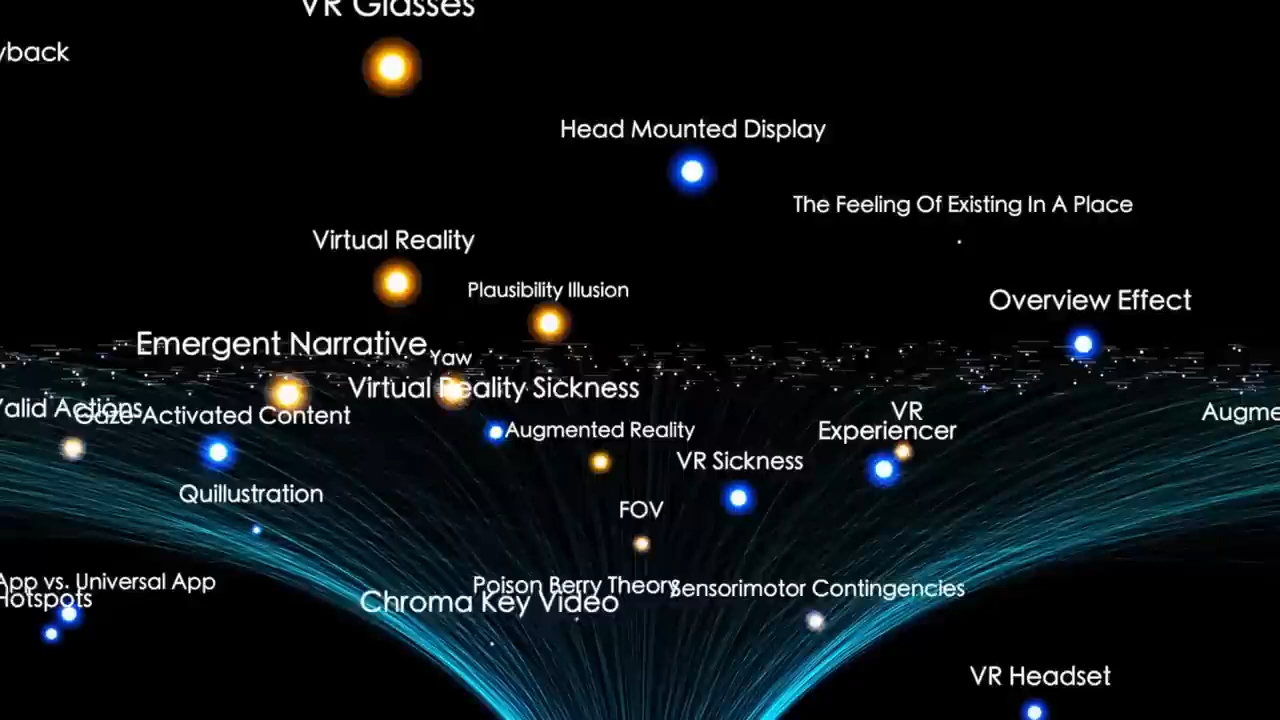 VR Glasses
yback
Head Mounted Display
The Feeling Of Existing In A Place
Virtual Reality
Plausibility Illusion
Overview Effect
Emergent Narrative
Yaw
Virtual Reality Sickness
Valid Actions
Gaze-Activated Content
VR
Experiencer
Augme
Augmented Reality
VR Sickness
Quillustration
FOV
App vs. Universal App
Hotspots
Poison Berry Theory
Sensorimotor Contingencies
Chroma Key Video
VR Headset